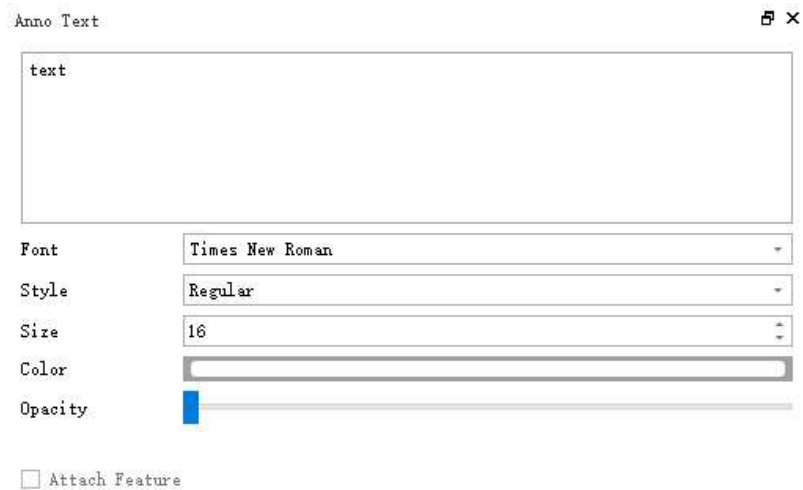 Anno Text
text
Font Times New Roman
Style Regular
Size 16
Color
Opacity
Attach Feature